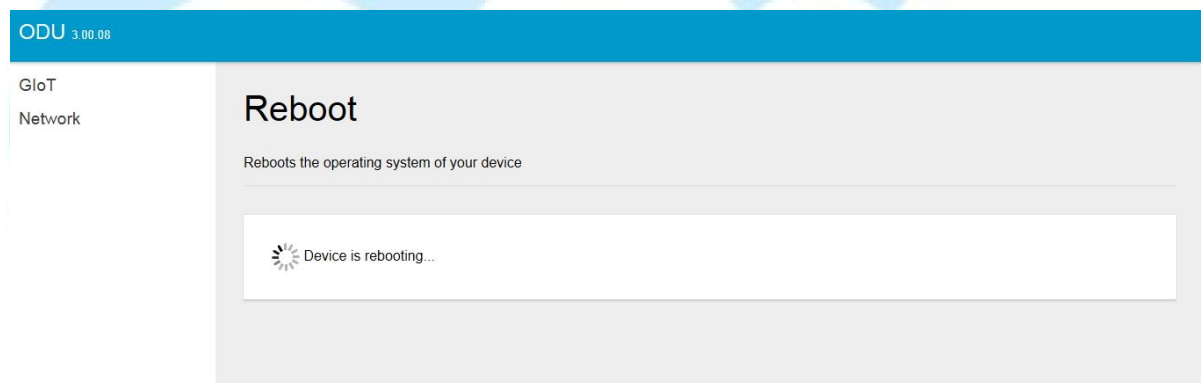 ODU 3.00.08
GIoT
Network
Reboot
Reboots the operating system of your device
Device is rebooting...